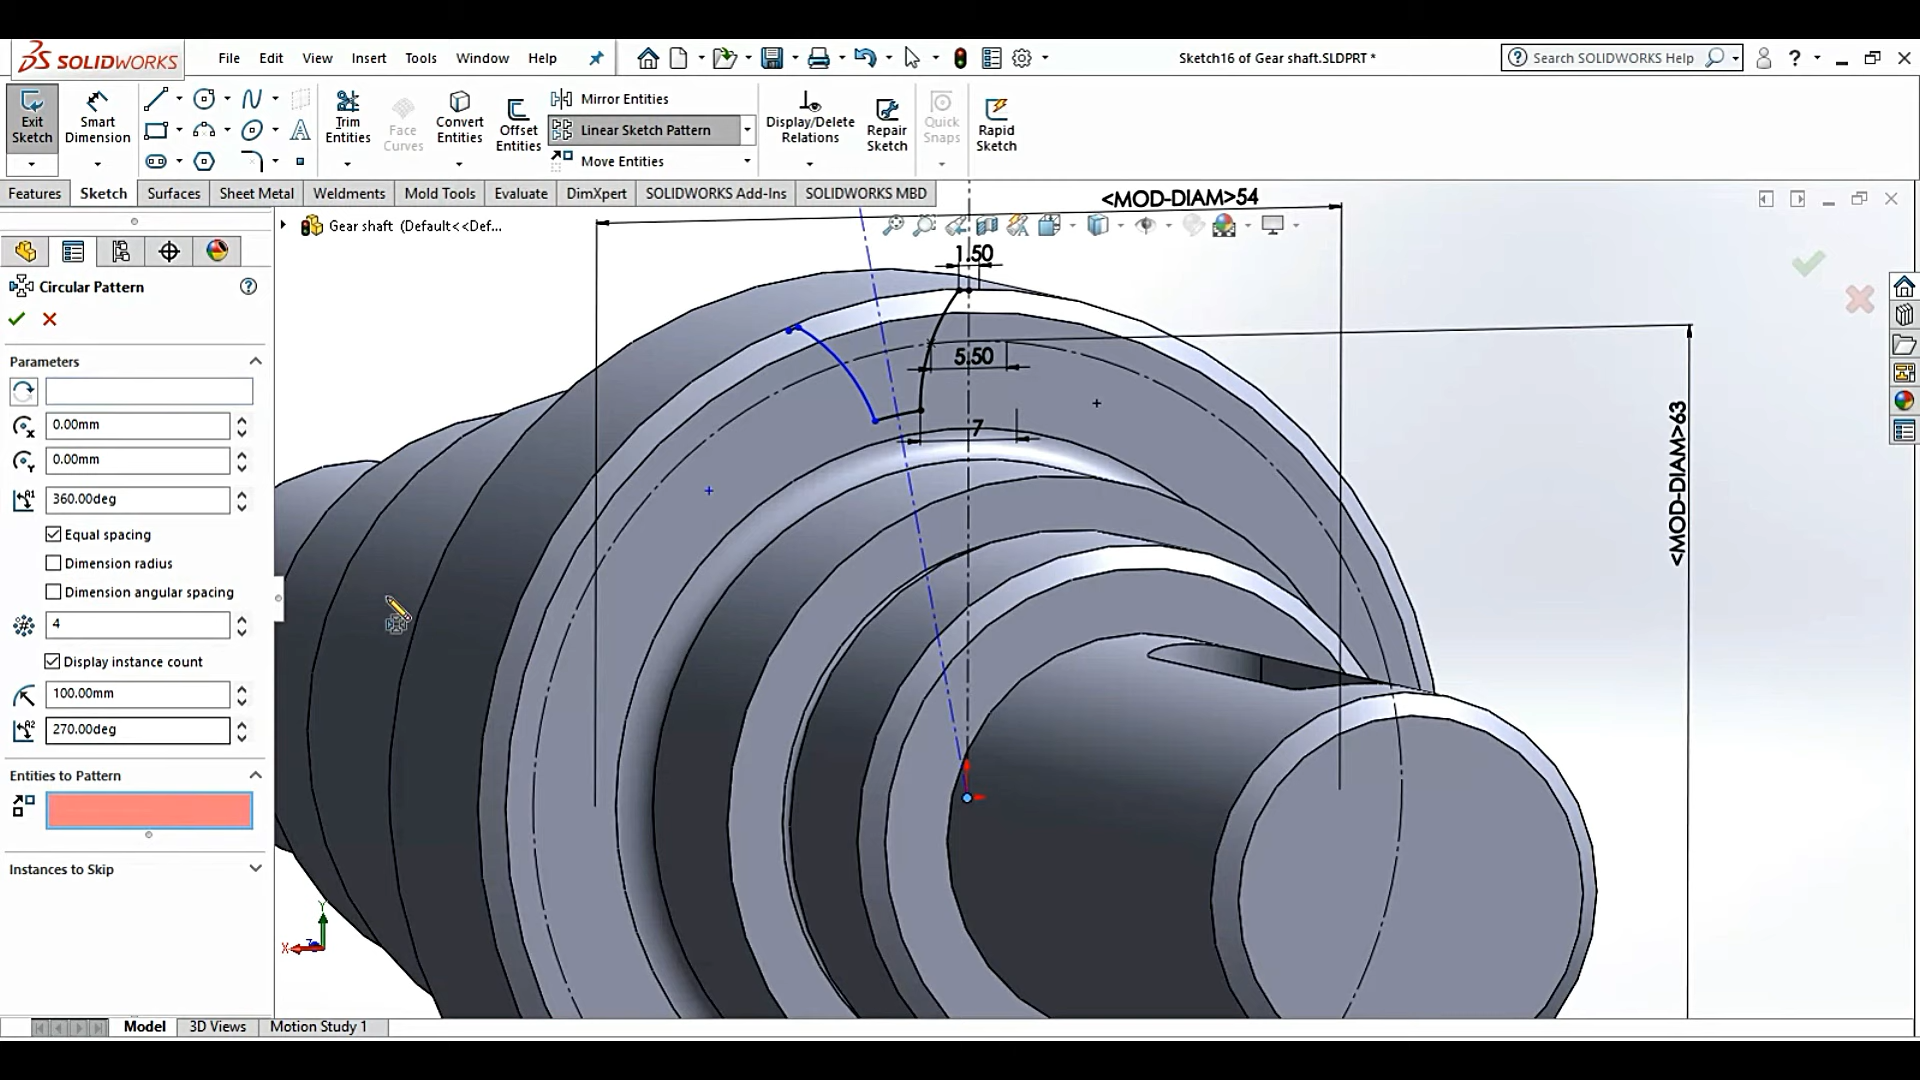 SOLIDWORKS
File Edit View Insert Tools Window Help
Sketch16 of Gear shaft.SLDPRT *
Search SOLIDWORKS Help
Exit Sketch
Smart Dimension
Trim Entities
Face Curves
Convert Entities
Offset Entities
Mirror Entities
Linear Sketch Pattern
Move Entities
Display/Delete Relations
Repair Sketch
Quick Snaps
Rapid Sketch
Features Sketch Surfaces Sheet Metal Weldments Mold Tools Evaluate DimXpert SOLIDWORKS Add-Ins SOLIDWORKS MBD
Gear shaft (Default<<Def...
Circular Pattern
Parameters
0.00mm
0.00mm
360.00deg
Equal spacing
Dimension radius
Dimension angular spacing
4
Display instance count
100.00mm
270.00deg
Entities to Pattern
Instances to Skip
<MOD-DIAM>54
1.50
5.50
7
<MOD-DIAM>63
Y
X
Z
Model 3D Views Motion Study 1